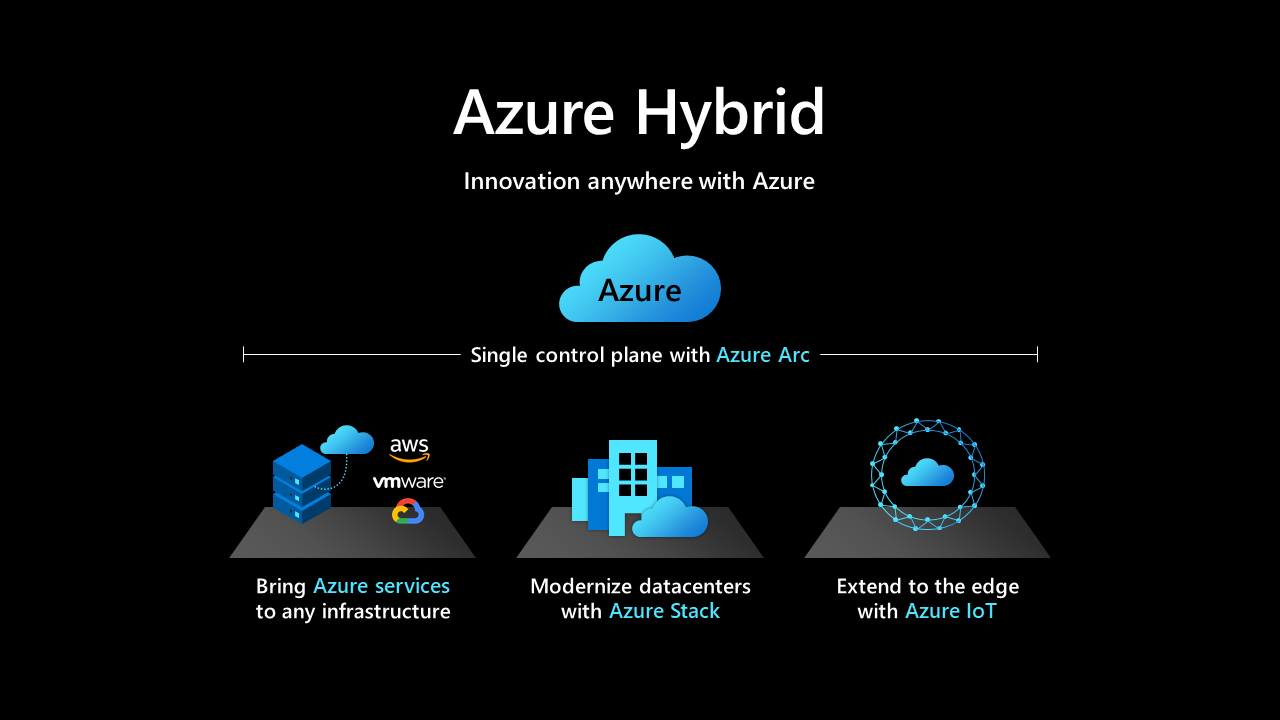 Azure Hybrid
Innovation anywhere with Azure
Azure
Single control plane with Azure Arc
aws
vmware®
Bring Azure services
to any infrastructure
Modernize datacenters
with Azure Stack
Extend to the edge
with Azure IoT